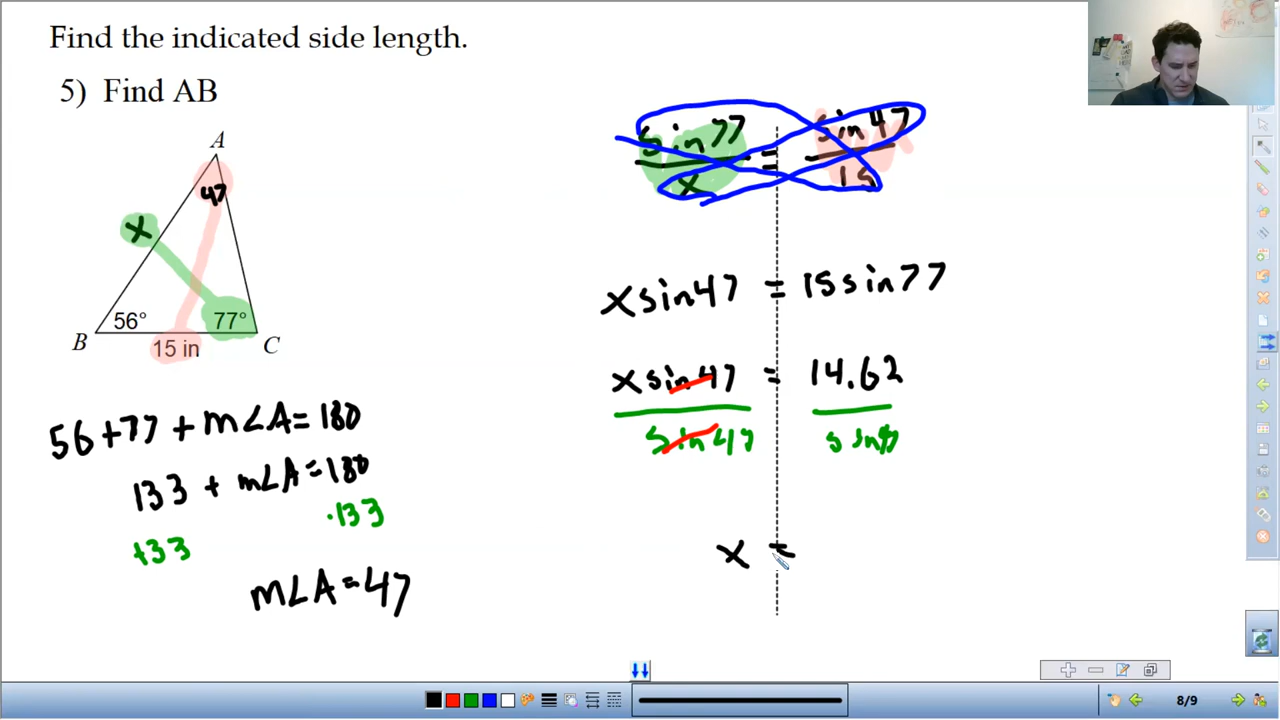 Find the indicated side length.
5) Find AB
A
47
x
56°
77°
B
15 in
C
56+77 + m∠A = 180
133 + m∠A = 180
-133
-133
m∠A = 47
sin 77 = sin 47
x 15
x sin 47 = 15 sin 77
x sin 47 = 14.62
sin 47 sin 47
x =
8/9